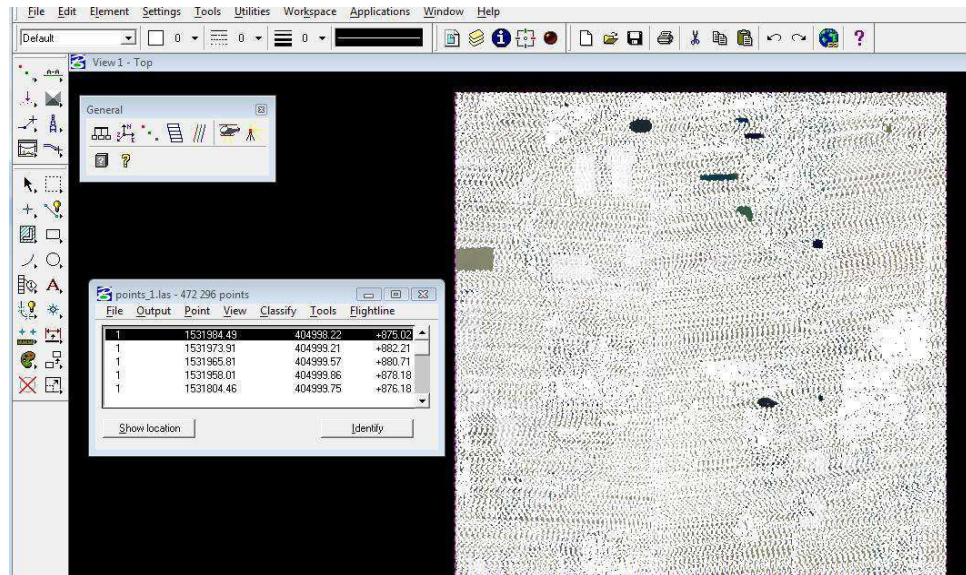 File Edit Element Settings Tools Utilities Workspace Applications Window Help
Default 0 0 0
View 1 - Top
General
points_1.las - 472 296 points
File Output Point View Classify Tools Flightline
1 1531984.49 404998.22 +875.02
1 1531973.91 404999.21 +882.21
1 1531965.81 404999.57 +880.71
1 1531958.01 404999.86 +878.18
1 1531804.46 404999.75 +876.18
Show location Identify